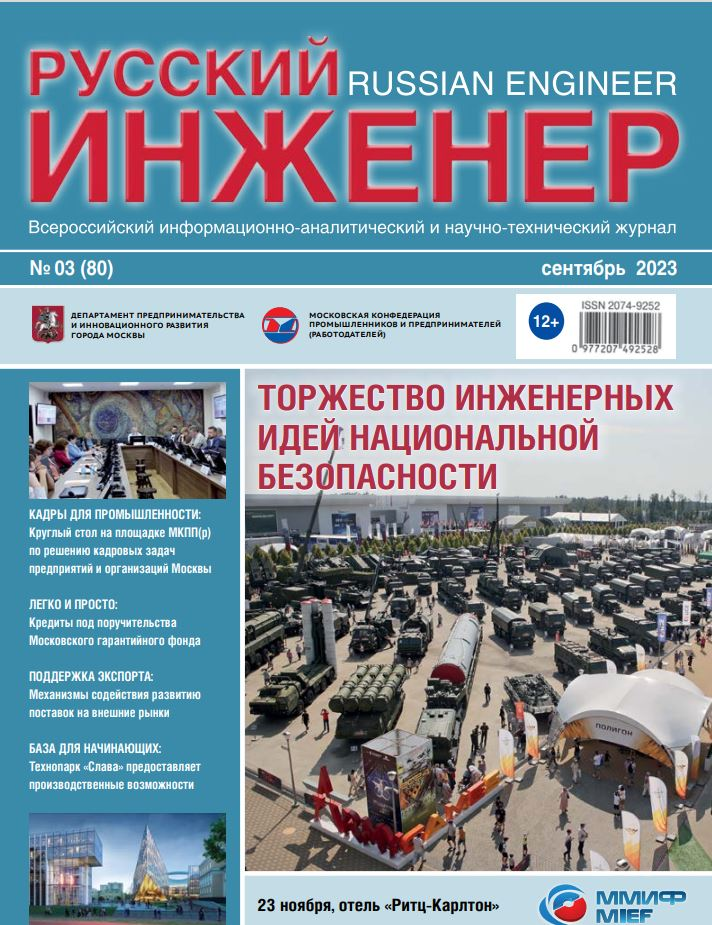 РУССКИЙ
RUSSIAN ENGINEER
ИНЖЕНЕР
Всероссийский информационно-аналитический и научно-технический журнал
№ 03 (80)
сентябрь 2023
ДЕПАРТАМЕНТ ПРЕДПРИНИМАТЕЛЬСТВА
И ИННОВАЦИОННОГО РАЗВИТИЯ
ГОРОДА МОСКВЫ
МОСКОВСКАЯ КОНФЕДЕРАЦИЯ
ПРОМЫШЛЕННИКОВ И ПРЕДПРИНИМАТЕЛЕЙ
(РАБОТОДАТЕЛЕЙ)
12+
ISSN 2074-9252
0 977207 492528
КАДРЫ ДЛЯ ПРОМЫШЛЕННОСТИ:
Круглый стол на площадке МКПП(р)
по решению кадровых задач
предприятий и организаций Москвы
ЛЕГКО И ПРОСТО:
Кредиты под поручительства
Московского гарантийного фонда
ПОДДЕРЖКА ЭКСПОРТА:
Механизмы содействия развитию
поставок на внешние рынки
БАЗА ДЛЯ НАЧИНАЮЩИХ:
Технопарк «Слава» предоставляет
производственные возможности
ТОРЖЕСТВО ИНЖЕНЕРНЫХ
ИДЕЙ НАЦИОНАЛЬНОЙ
БЕЗОПАСНОСТИ
ПОЛИГОН
23 ноября, отель «Ритц-Карлтон»
ММИФ
MIEF